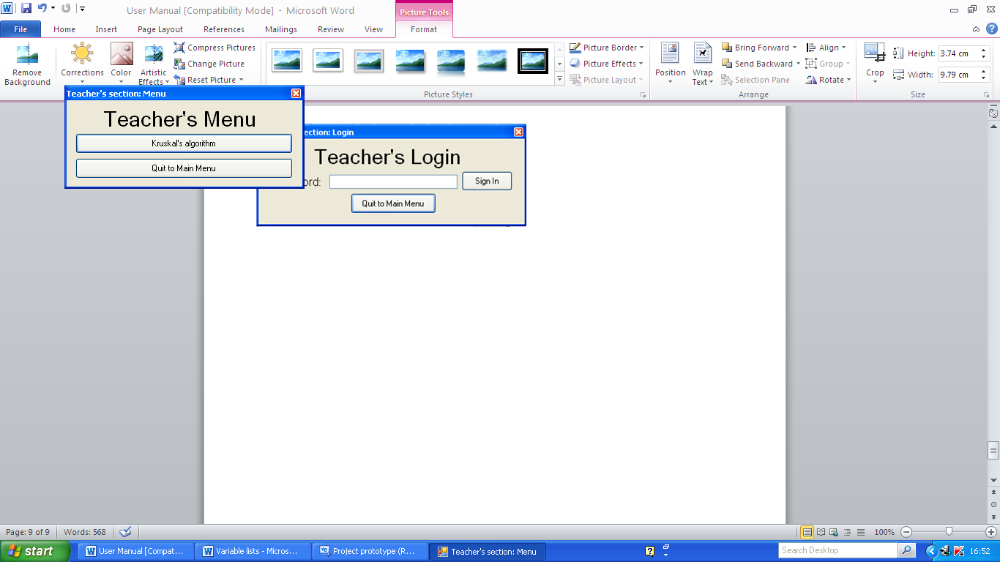 User Manual [Compatibility Mode] - Microsoft Word
Picture Tools
File Home Insert Page Layout References Mailings Review View Format
Remove Background
Corrections
Color
Artistic Effects
Compress Pictures
Change Picture
Reset Picture
Picture Styles
Picture Border
Picture Effects
Picture Layout
Position
Wrap Text
Bring Forward
Send Backward
Selection Pane
Align
Group
Rotate
Arrange
Crop
Height: 3.74 cm
Width: 9.79 cm
Size
Teacher's section: Menu
Teacher's Menu
Kruskal's algorithm
Quit to Main Menu
ection: Login
Teacher's Login
ord:
Sign In
Quit to Main Menu
Page: 9 of 9 Words: 568 100%
start User Manual [Compat... Variable lists - Micros... Project prototype (R... Teacher's section: Menu Search Desktop 16:52